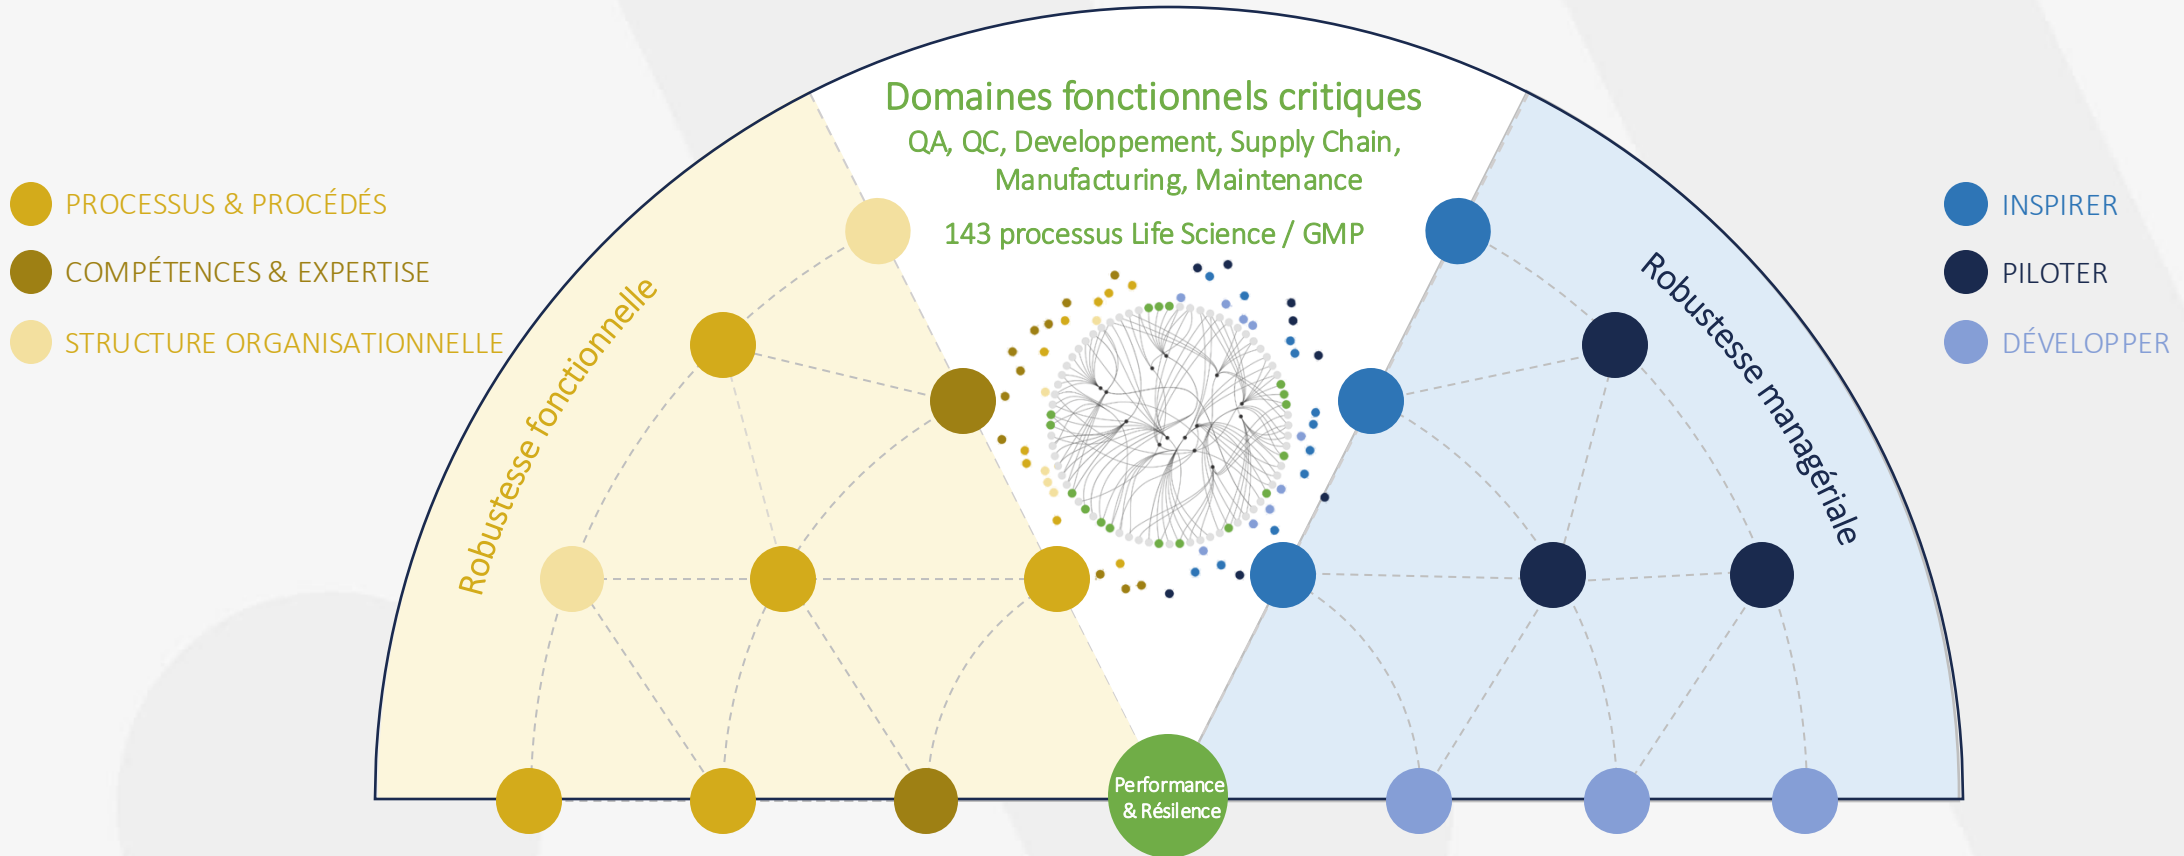 Domaines fonctionnels critiques
QA, QC, Developpement, Supply Chain,
Manufacturing, Maintenance
143 processus Life Science / GMP
PROCESSUS & PROCÉDÉS
COMPÉTENCES & EXPERTISE
STRUCTURE ORGANISATIONNELLE
Robustesse fonctionnelle
Robustesse managériale
INSPIRER
PILOTER
DÉVELOPPER
Performance
& Résilence